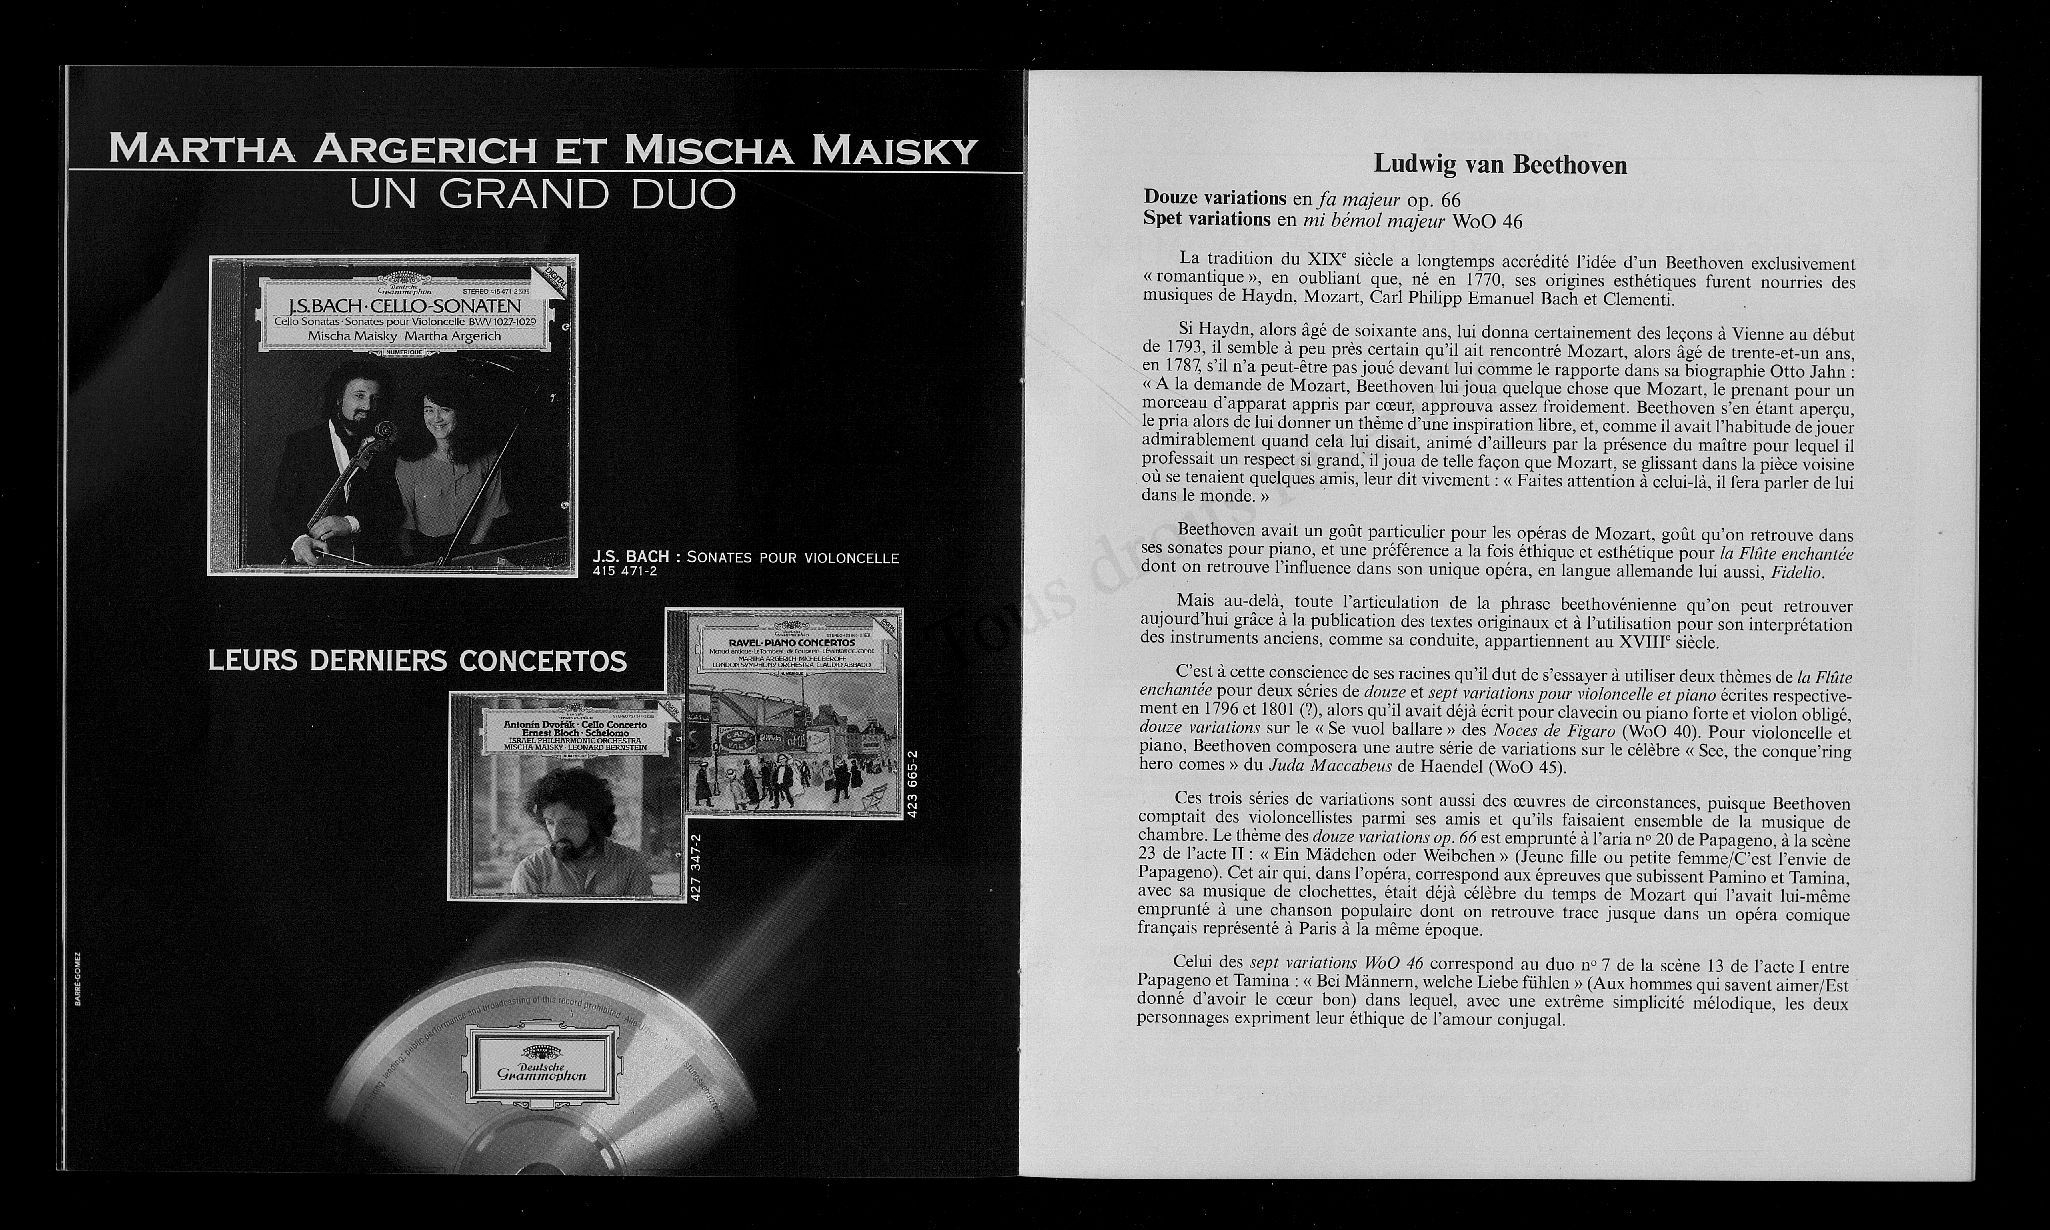 MARTHA ARGERICH ET MISCHA MAISKY
UN GRAND DUO
DIGITAL
Deutsche
Grammophon
STEREO 415 471-2
J.S. BACH · CELLO-SONATEN
Cello Sonatas · Sonates pour Violoncelle BWV 1027-1029
Mischa Maisky Martha Argerich
NUMERIQUE
J.S. BACH : SONATES POUR VIOLONCELLE
415 471-2
LEURS DERNIERS CONCERTOS
RAVEL · PIANO CONCERTOS
MARTHA ARGERICH
LONDON SYMPHONY ORCHESTRA · CLAUDIO ABBADO
423 665-2
Antonín Dvořák · Cello Concerto
Ernest Bloch · Schelomo
ISRAEL PHILHARMONIC ORCHESTRA
MISCHA MAISKY · LEONARD BERNSTEIN
427 347-2
lending, public performance and broadcasting of this record prohibited
Deutsche
Grammophon
BARRÉ-GOMEZ
Ludwig van Beethoven
Douze variations en fa majeur op. 66
Spet variations en mi bémol majeur WoO 46
La tradition du XIXe siècle a longtemps accrédité l'idée d'un Beethoven exclusivement
« romantique », en oubliant que, né en 1770, ses origines esthétiques furent nourries des
musiques de Haydn, Mozart, Carl Philipp Emanuel Bach et Clementi.
Si Haydn, alors âgé de soixante ans, lui donna certainement des leçons à Vienne au début
de 1793, il semble à peu près certain qu'il ait rencontré Mozart, alors âgé de trente-et-un ans,
en 1787, s'il n'a peut-être pas joué devant lui comme le rapporte dans sa biographie Otto Jahn :
« A la demande de Mozart, Beethoven lui joua quelque chose que Mozart, le prenant pour un
morceau d'apparat appris par cœur, approuva assez froidement. Beethoven s'en étant aperçu,
le pria alors de lui donner un thème d'une inspiration libre, et, comme il avait l'habitude de jouer
admirablement quand cela lui disait, animé d'ailleurs par la présence du maître pour lequel il
professait un respect si grand, il joua de telle façon que Mozart, se glissant dans la pièce voisine
où se tenaient quelques amis, leur dit vivement : « Faites attention à celui-là, il fera parler de lui
dans le monde. »
Beethoven avait un goût particulier pour les opéras de Mozart, goût qu'on retrouve dans
ses sonates pour piano, et une préférence a la fois éthique et esthétique pour la Flûte enchantée
dont on retrouve l'influence dans son unique opéra, en langue allemande lui aussi, Fidelio.
Mais au-delà, toute l'articulation de la phrase beethovénienne qu'on peut retrouver
aujourd'hui grâce à la publication des textes originaux et à l'utilisation pour son interprétation
des instruments anciens, comme sa conduite, appartiennent au XVIIIe siècle.
C'est à cette conscience de ses racines qu'il dut de s'essayer à utiliser deux thèmes de la Flûte
enchantée pour deux séries de douze et sept variations pour violoncelle et piano écrites respective-
ment en 1796 et 1801 (?), alors qu'il avait déjà écrit pour clavecin ou piano forte et violon obligé,
douze variations sur le « Se vuol ballare » des Noces de Figaro (WoO 40). Pour violoncelle et
piano, Beethoven composera une autre série de variations sur le célèbre « See, the conque'ring
hero comes » du Juda Maccabeus de Haendel (WoO 45).
Ces trois séries de variations sont aussi des œuvres de circonstances, puisque Beethoven
comptait des violoncellistes parmi ses amis et qu'ils faisaient ensemble de la musique de
chambre. Le thème des douze variations op. 66 est emprunté à l'aria no 20 de Papageno, à la scène
23 de l'acte II : « Ein Mädchen oder Weibchen » (Jeune fille ou petite femme/C'est l'envie de
Papageno). Cet air qui, dans l'opéra, correspond aux épreuves que subissent Pamino et Tamina,
avec sa musique de clochettes, était déjà célèbre du temps de Mozart qui l'avait lui-même
emprunté à une chanson populaire dont on retrouve trace jusque dans un opéra comique
français représenté à Paris à la même époque.
Celui des sept variations WoO 46 correspond au duo no 7 de la scène 13 de l'acte I entre
Papageno et Tamina : « Bei Männern, welche Liebe fühlen » (Aux hommes qui savent aimer/Est
donné d'avoir le cœur bon) dans lequel, avec une extrême simplicité mélodique, les deux
personnages expriment leur éthique de l'amour conjugal.
Tous droits